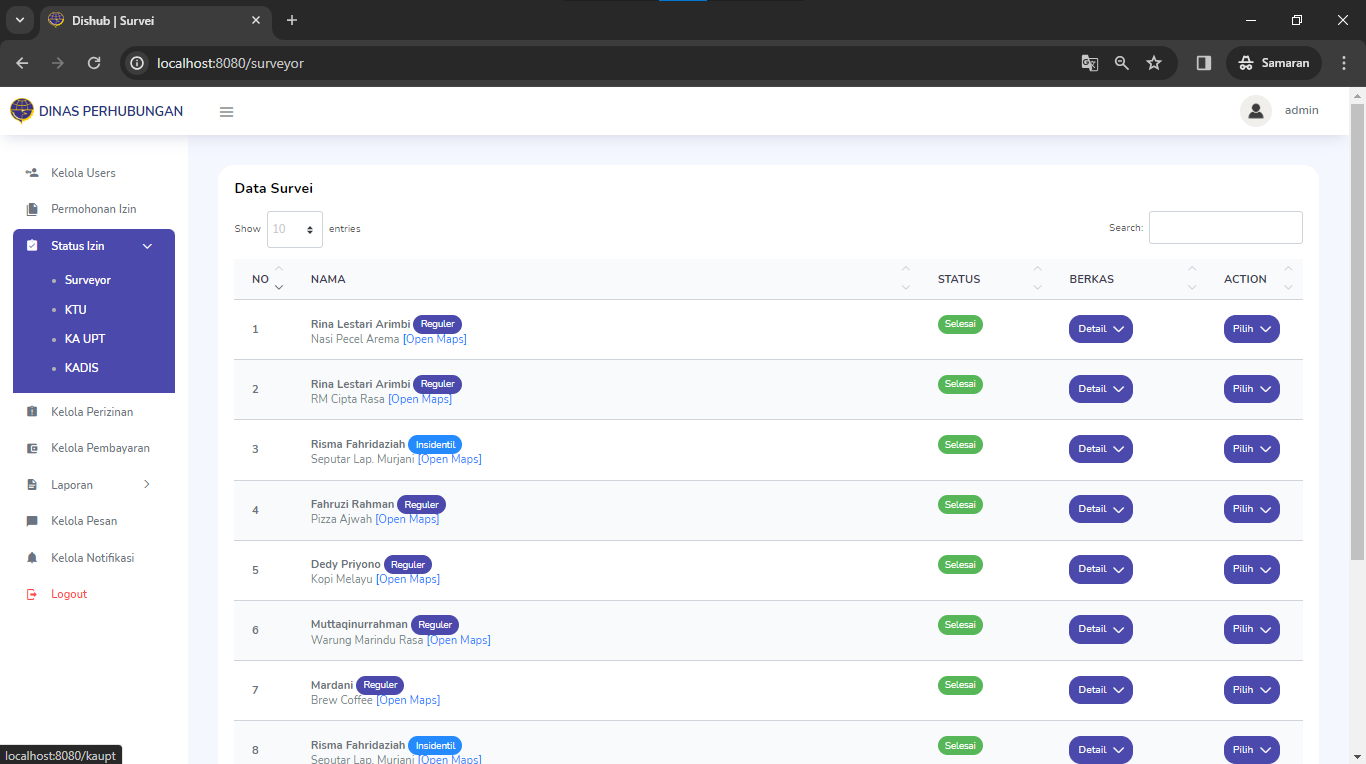 Dishub | Survei
localhost:8080/surveyor
Samaran
DINAS PERHUBUNGAN
admin
Kelola Users
Permohonan Izin
Status Izin
Surveyor
KTU
KA UPT
KADIS
Kelola Perizinan
Kelola Pembayaran
Laporan
Kelola Pesan
Kelola Notifikasi
Logout
Data Survei
Show 10 entries
Search:
NO NAMA STATUS BERKAS ACTION
1 Rina Lestari Arimbi Reguler Selesai Detail Pilih
Nasi Pecel Arema [Open Maps]
2 Rina Lestari Arimbi Reguler Selesai Detail Pilih
RM Cipta Rasa [Open Maps]
3 Risma Fahridaziah Insidentil Selesai Detail Pilih
Seputar Lap. Murjani [Open Maps]
4 Fahruzi Rahman Reguler Selesai Detail Pilih
Pizza Ajwah [Open Maps]
5 Dedy Priyono Reguler Selesai Detail Pilih
Kopi Melayu [Open Maps]
6 Muttaqinurrahman Reguler Selesai Detail Pilih
Warung Marindu Rasa [Open Maps]
7 Mardani Reguler Selesai Detail Pilih
Brew Coffee [Open Maps]
8 Risma Fahridaziah Insidentil Selesai Detail Pilih
Seputar Lap. Murjani [Open Maps]
localhost:8080/kaupt